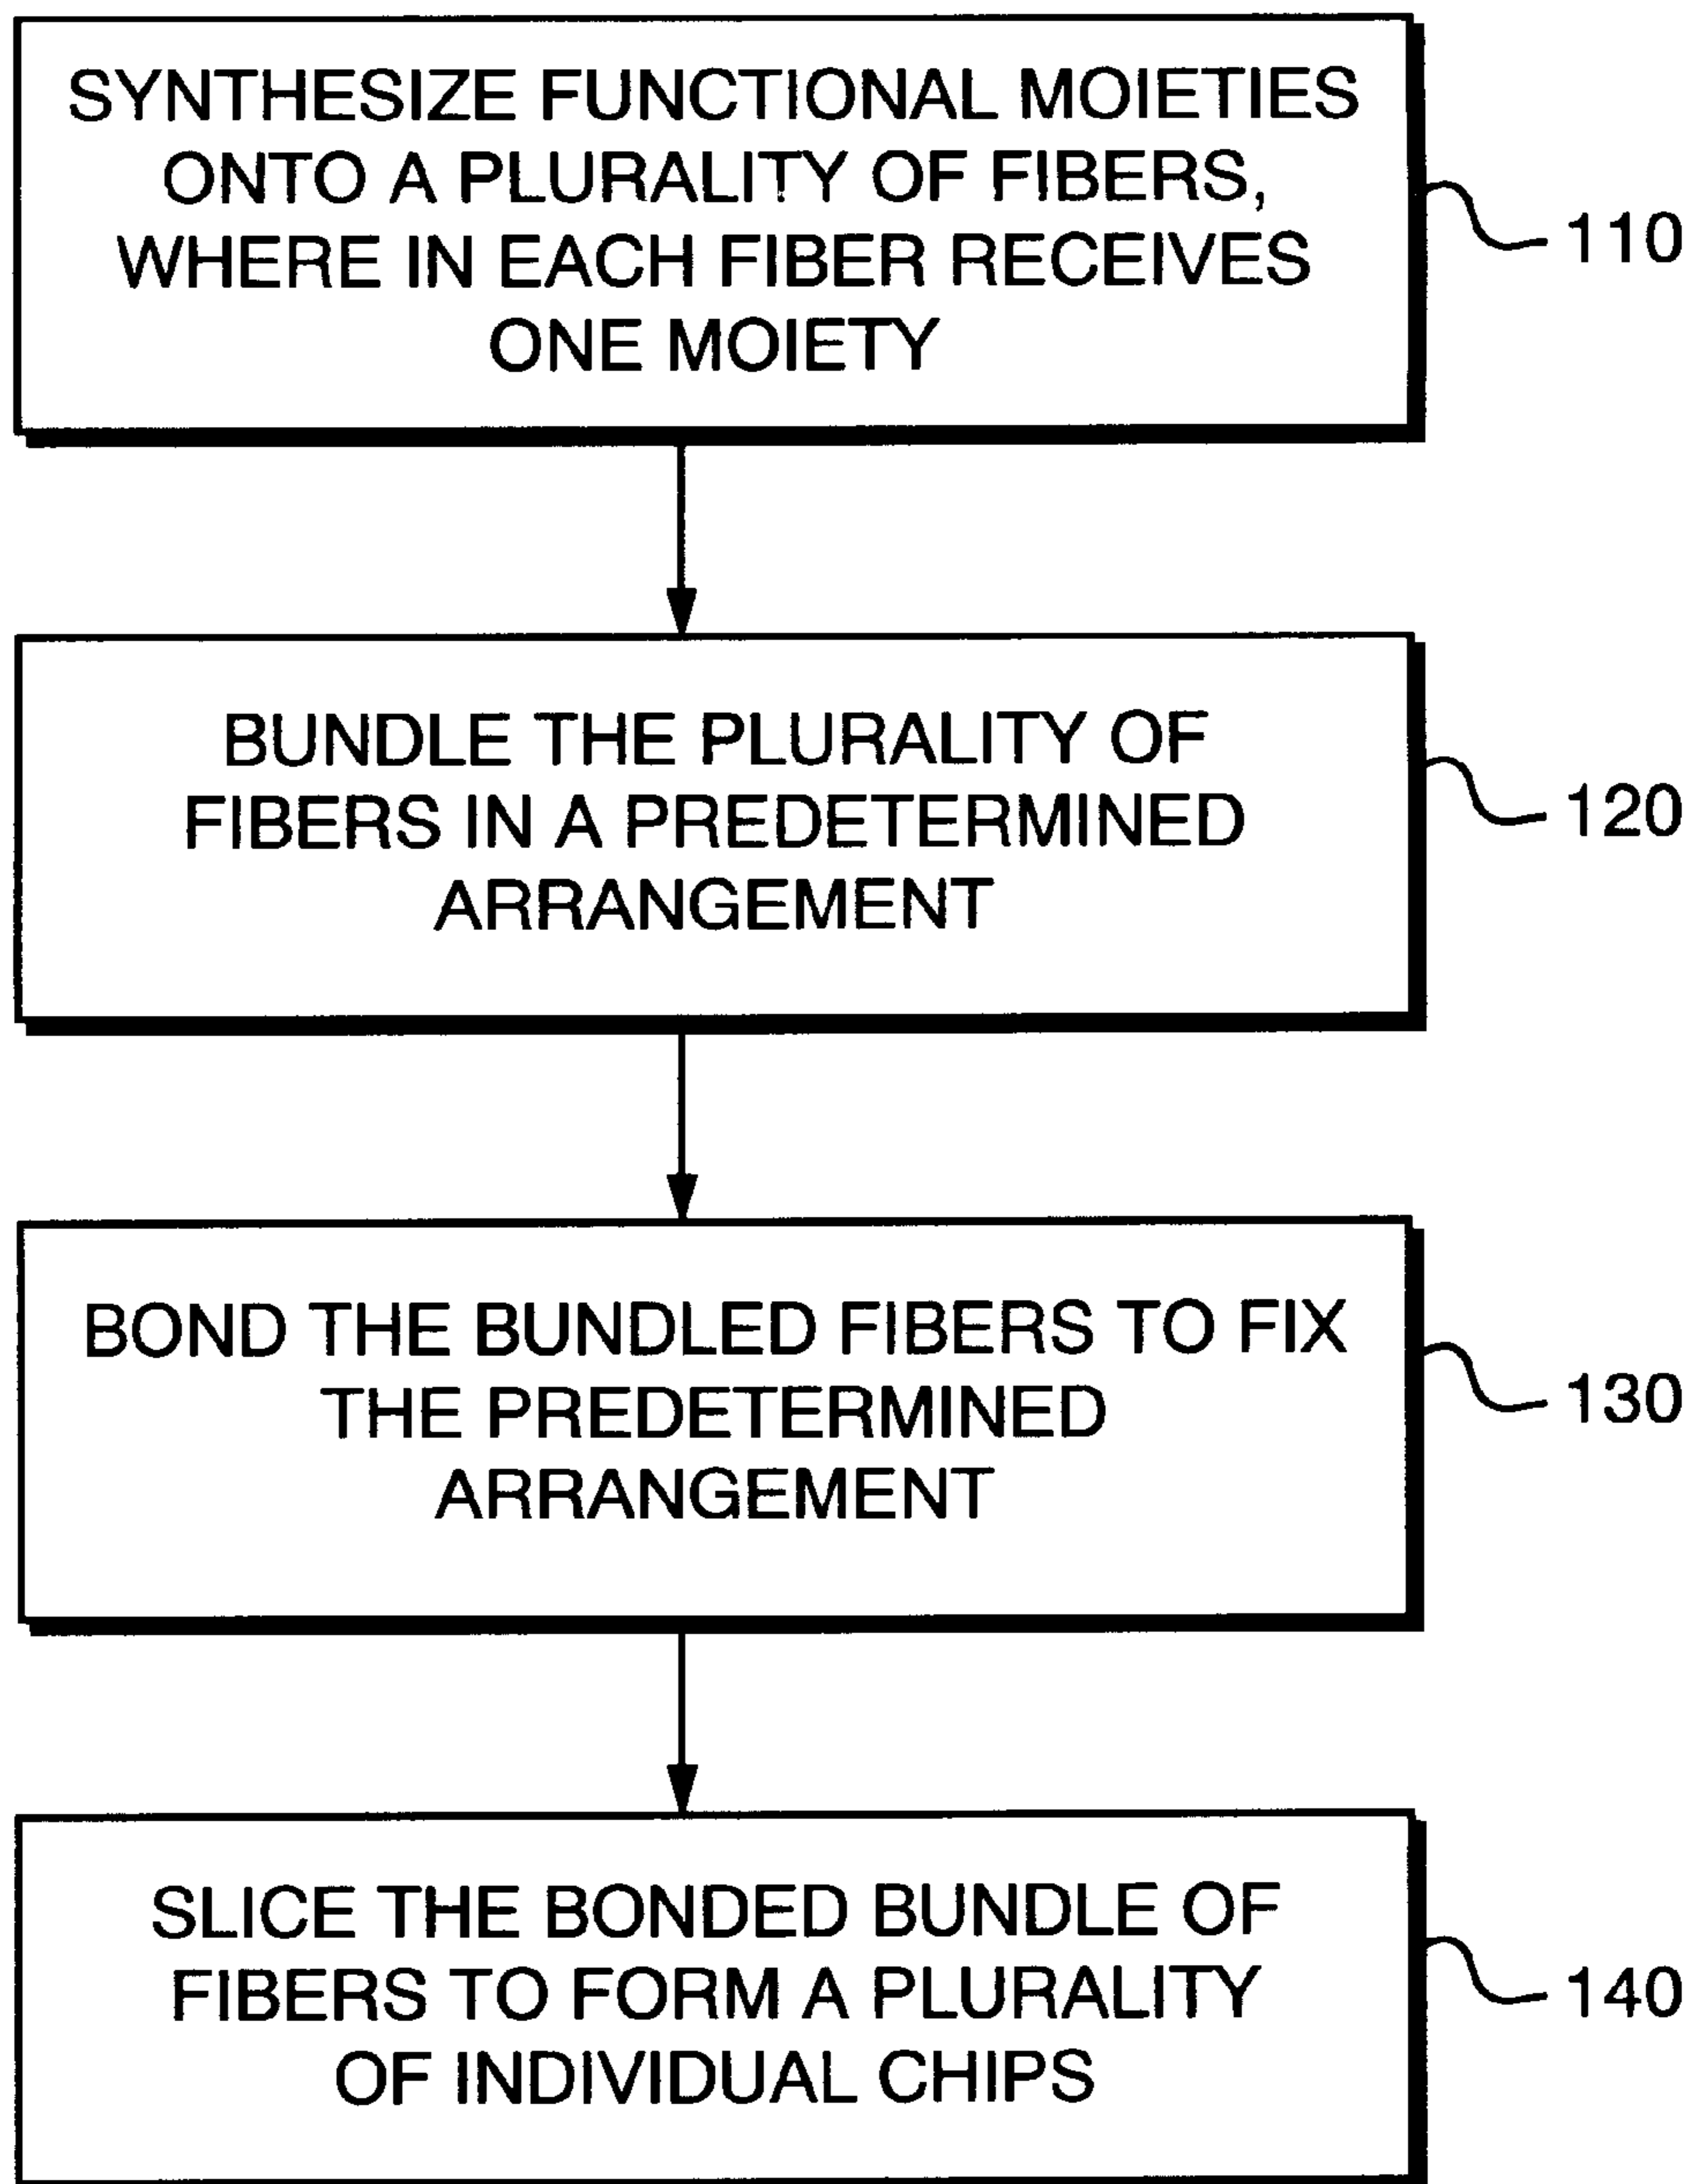 SYNTHESIZE FUNCTIONAL MOIETIES
ONTO A PLURALITY OF FIBERS,
WHERE IN EACH FIBER RECEIVES
ONE MOIETY
110
BUNDLE THE PLURALITY OF
FIBERS IN A PREDETERMINED
ARRANGEMENT
120
BOND THE BUNDLED FIBERS TO FIX
THE PREDETERMINED
ARRANGEMENT
130
SLICE THE BONDED BUNDLE OF
FIBERS TO FORM A PLURALITY
OF INDIVIDUAL CHIPS
140